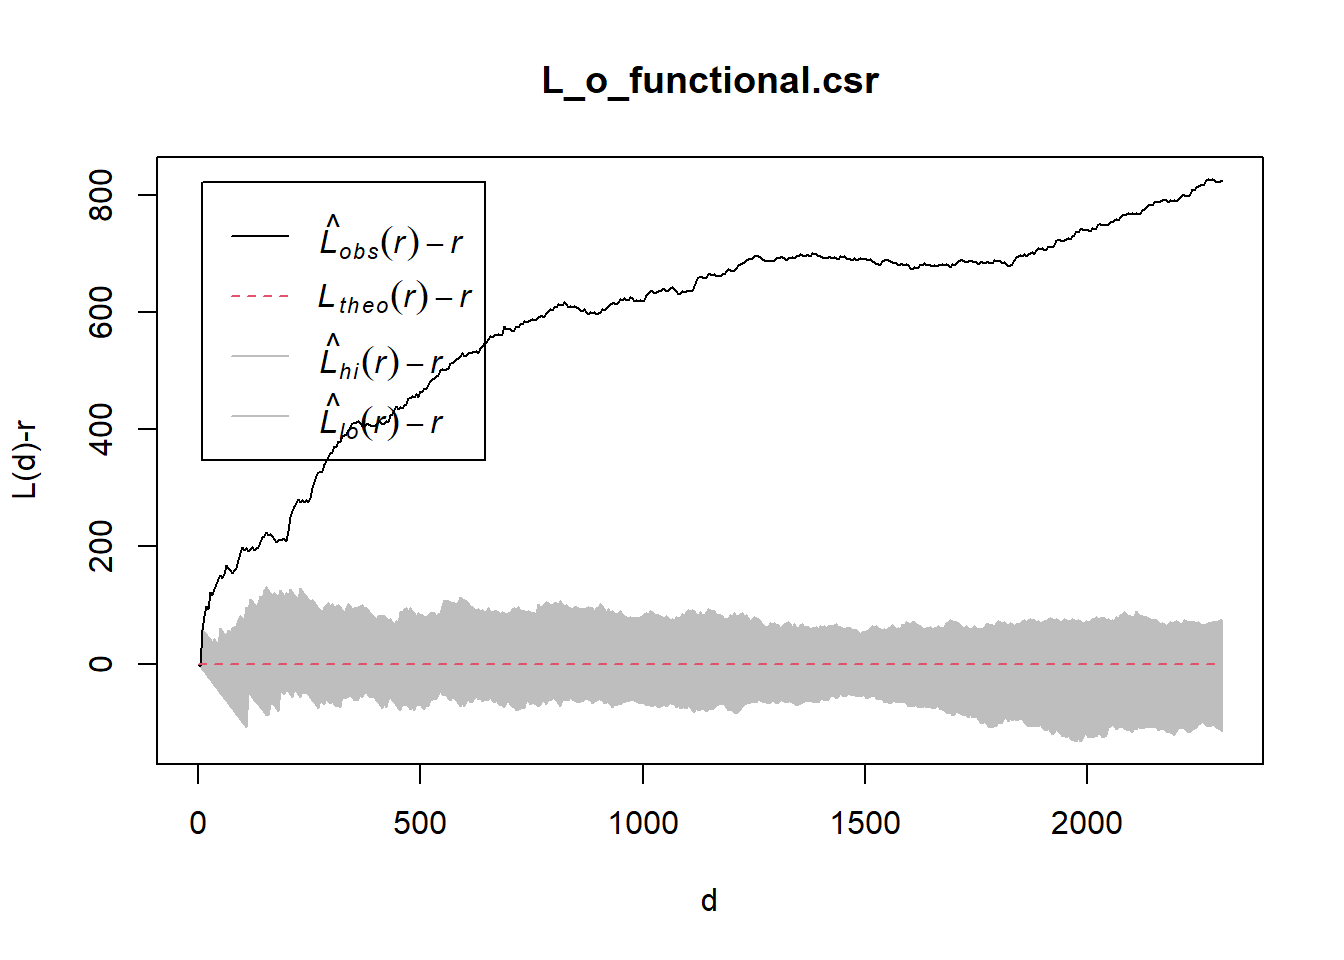 L_o_functional.csr
L̂obs(r) − r
Ltheo(r) − r
L̂hi(r) − r
L̂lo(r) − r
L(d)-r
800
600
400
200
0
0 500 1000 1500 2000
d